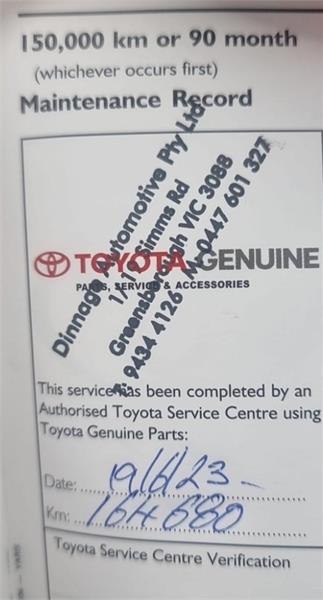 150,000 km or 90 month
(whichever occurs first)
Maintenance Record
Dinnage Automotive Pty Ltd
Simms Rd
Greensborough VIC 3088
9434 4126 0447 601 327
TOYOTA GENUINE
PARTS, SERVICE & ACCESSORIES
This service has been completed by an
Authorised Toyota Service Centre using
Toyota Genuine Parts:
Date: 19/6/23
Km: 164680
Toyota Service Centre Verification